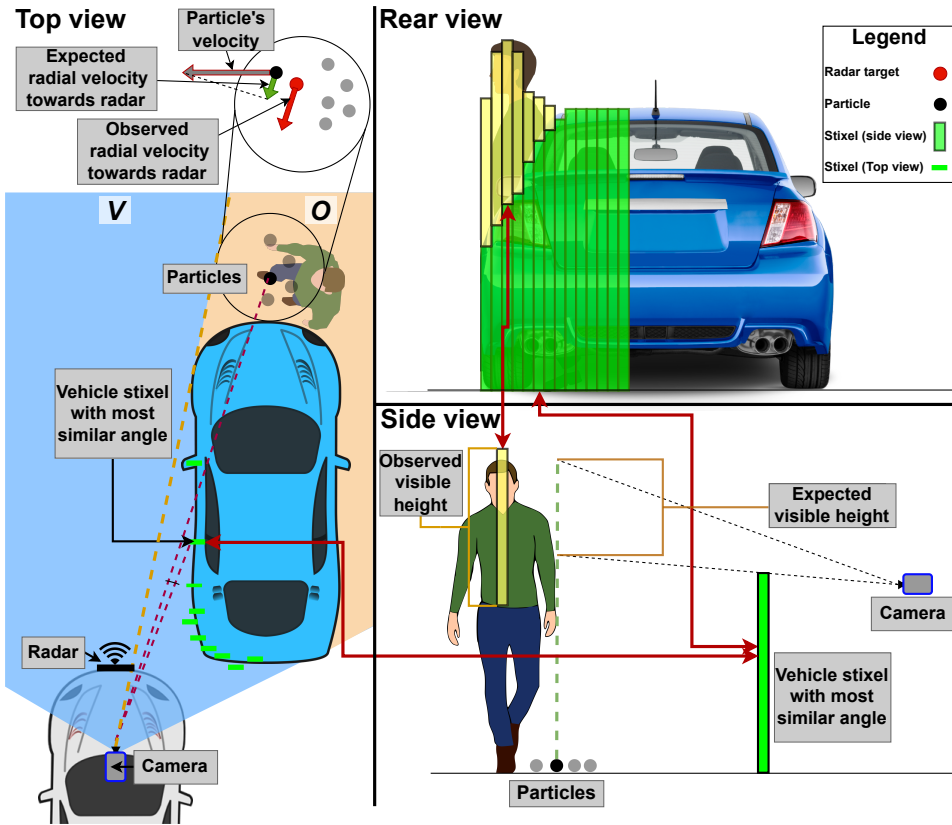 Top view
Particle's
velocity
Expected
radial velocity
towards radar
Observed
radial velocity
towards radar
V
O
Particles
Vehicle stixel
with most
similar angle
Radar
Camera
Rear view
Legend
Radar target
Particle
Stixel (side view)
Stixel (Top view)
Side view
Observed
visible
height
Expected
visible height
Camera
Vehicle stixel
with most
similar angle
Particles